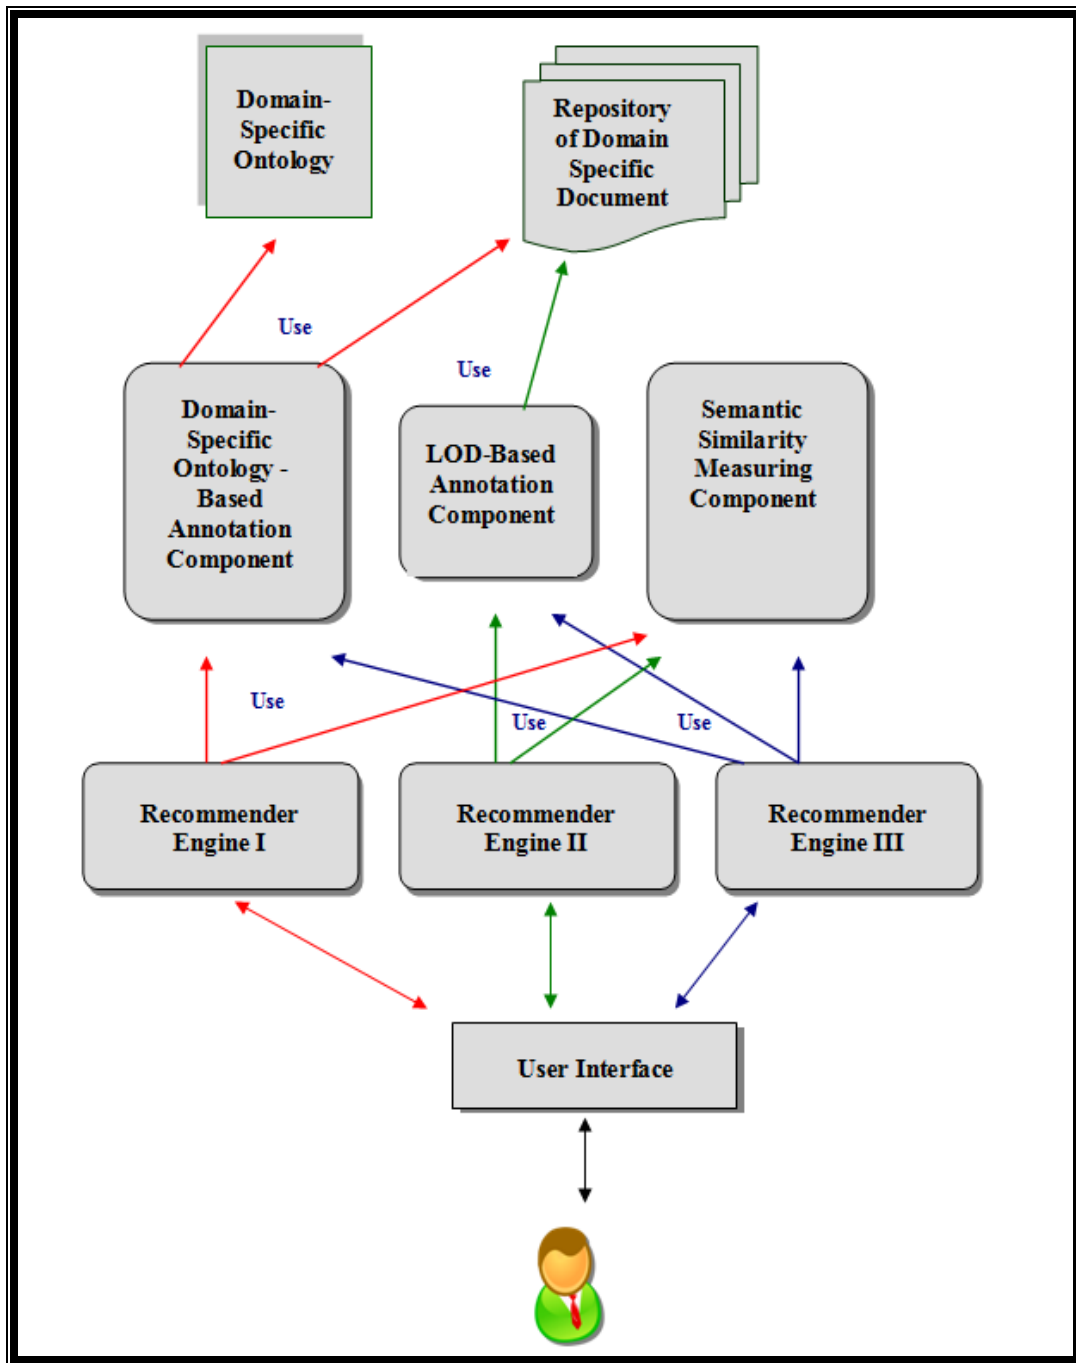 Domain-
Specific
Ontology
Repository
of Domain
Specific
Document
Use
Use
Domain-
Specific
Ontology -
Based
Annotation
Component
LOD-Based
Annotation
Component
Semantic
Similarity
Measuring
Component
Use
Use
Use
Recommender
Engine I
Recommender
Engine II
Recommender
Engine III
User Interface